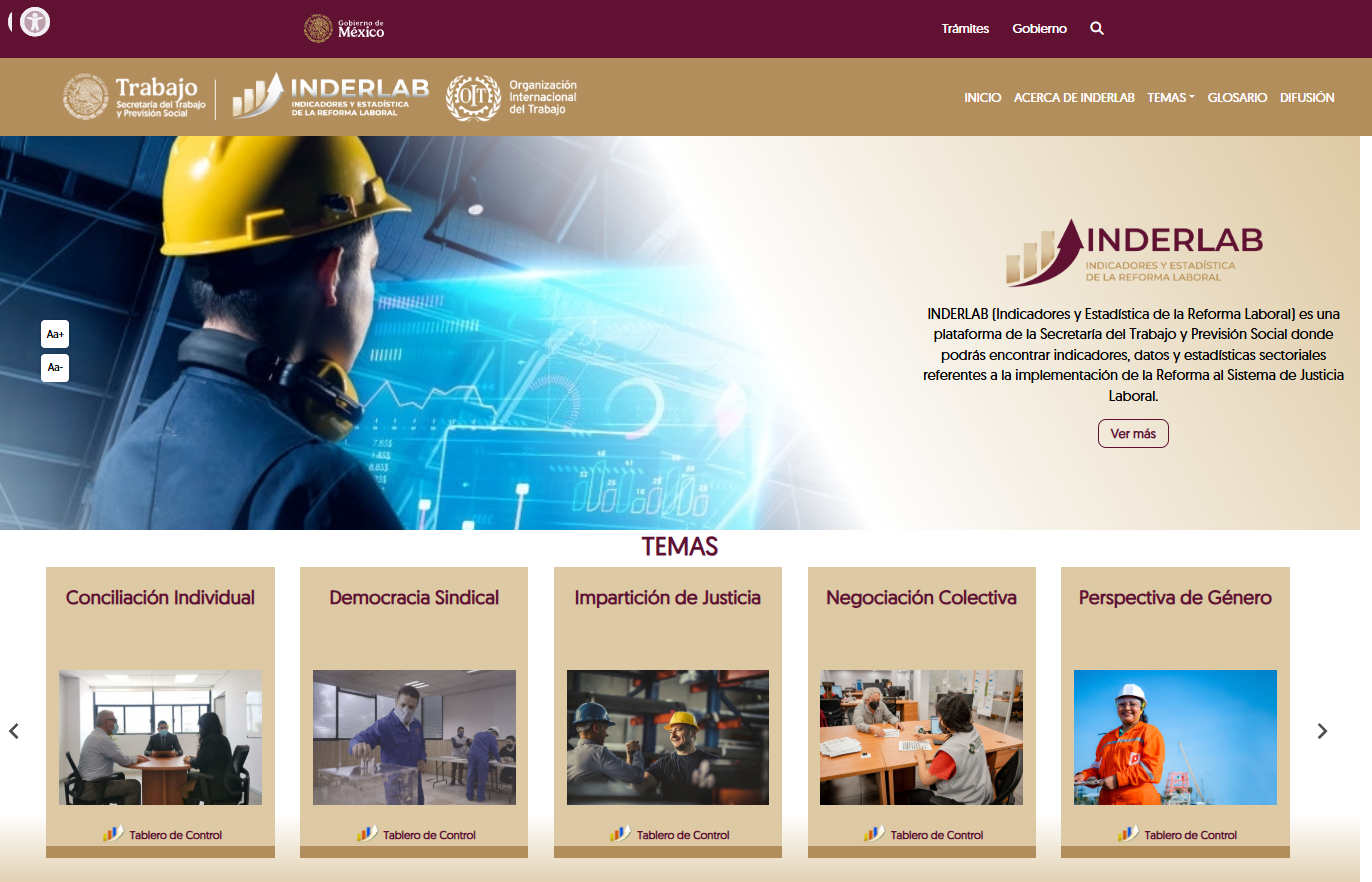 Gobierno de
México
Trámites
Gobierno
Trabajo
Secretaría del Trabajo
y Previsión Social
INDERLAB
INDICADORES Y ESTADÍSTICA
DE LA REFORMA LABORAL
OIT
Organización
Internacional
del Trabajo
INICIO
ACERCA DE INDERLAB
TEMAS
GLOSARIO
DIFUSIÓN
Aa+
Aa-
INDERLAB
INDICADORES Y ESTADÍSTICA
DE LA REFORMA LABORAL
INDERLAB (Indicadores y Estadística de la Reforma Laboral) es una
plataforma de la Secretaría del Trabajo y Previsión Social donde
podrás encontrar indicadores, datos y estadísticas sectoriales
referentes a la implementación de la Reforma al Sistema de Justicia
Laboral.
Ver más
TEMAS
Conciliación Individual
Democracia Sindical
Impartición de Justicia
Negociación Colectiva
Perspectiva de Género
Tablero de Control
Tablero de Control
Tablero de Control
Tablero de Control
Tablero de Control